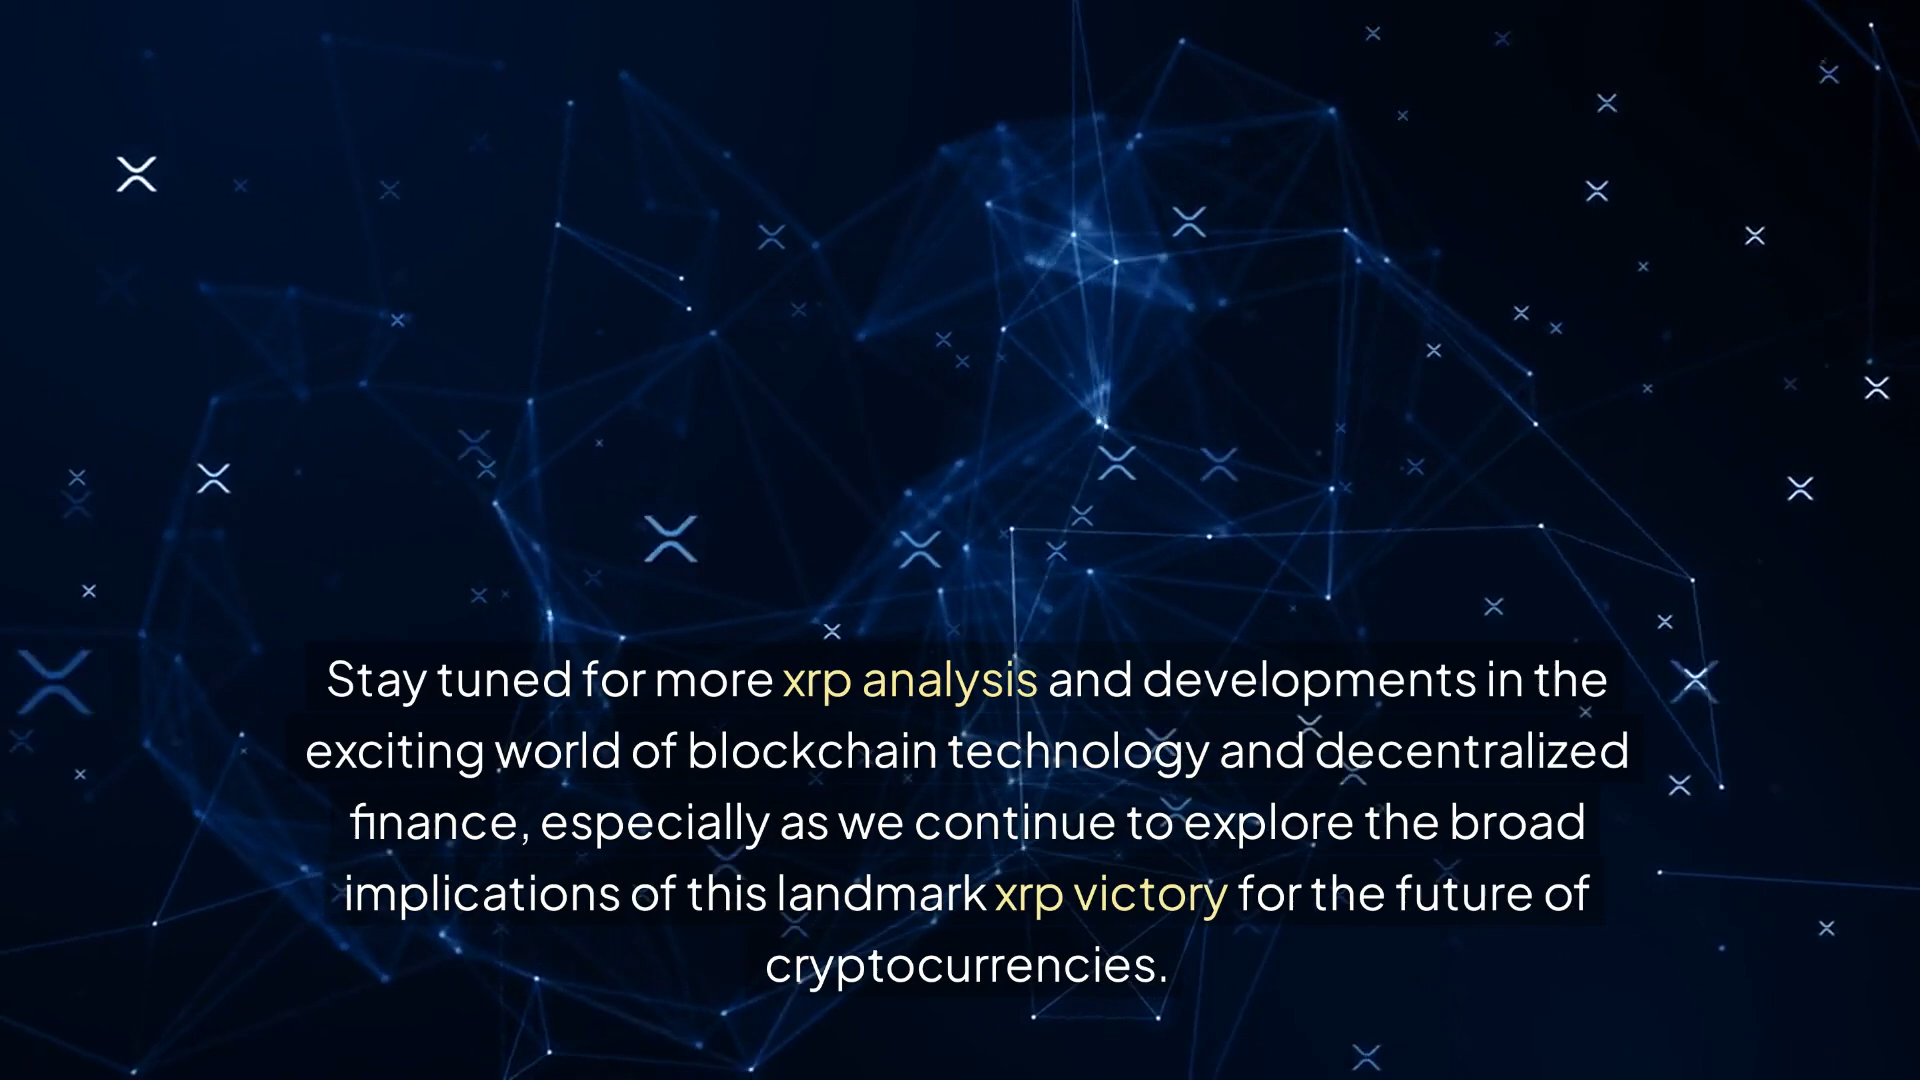 Stay tuned for more xrp analysis and developments in the
exciting world of blockchain technology and decentralized
finance, especially as we continue to explore the broad
implications of this landmark xrp victory for the future of
cryptocurrencies.